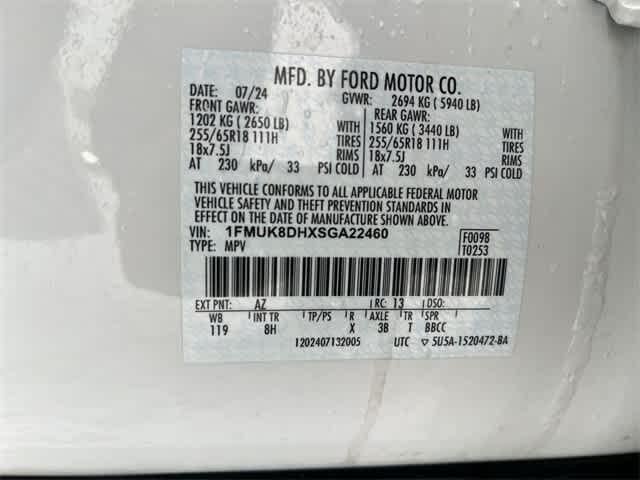 MFD. BY FORD MOTOR CO.
DATE: 07/24 GVWR: 2694 KG ( 5940 LB)
FRONT GAWR: REAR GAWR:
1202 KG ( 2650 LB) WITH 1560 KG ( 3440 LB) WITH
255/65R18 111H TIRES 255/65R18 111H TIRES
18x7.5J RIMS 18x7.5J RIMS
AT 230 kPa/ 33 PSI COLD AT 230 kPa/ 33 PSI COLD
THIS VEHICLE CONFORMS TO ALL APPLICABLE FEDERAL MOTOR
VEHICLE SAFETY AND THEFT PREVENTION STANDARDS IN
EFFECT ON THE DATE OF MANUFACTURE SHOWN ABOVE.
VIN: 1FMUK8DHXSGA22460 F0098
TYPE: MPV T0253
EXT PNT: AZ RC: 13 DSO:
WB INT TR TP/PS R AXLE TR SPR
119 8H X 3B T BBCC
1202407132005 UTC ▽ 5U5A-1520472-BA